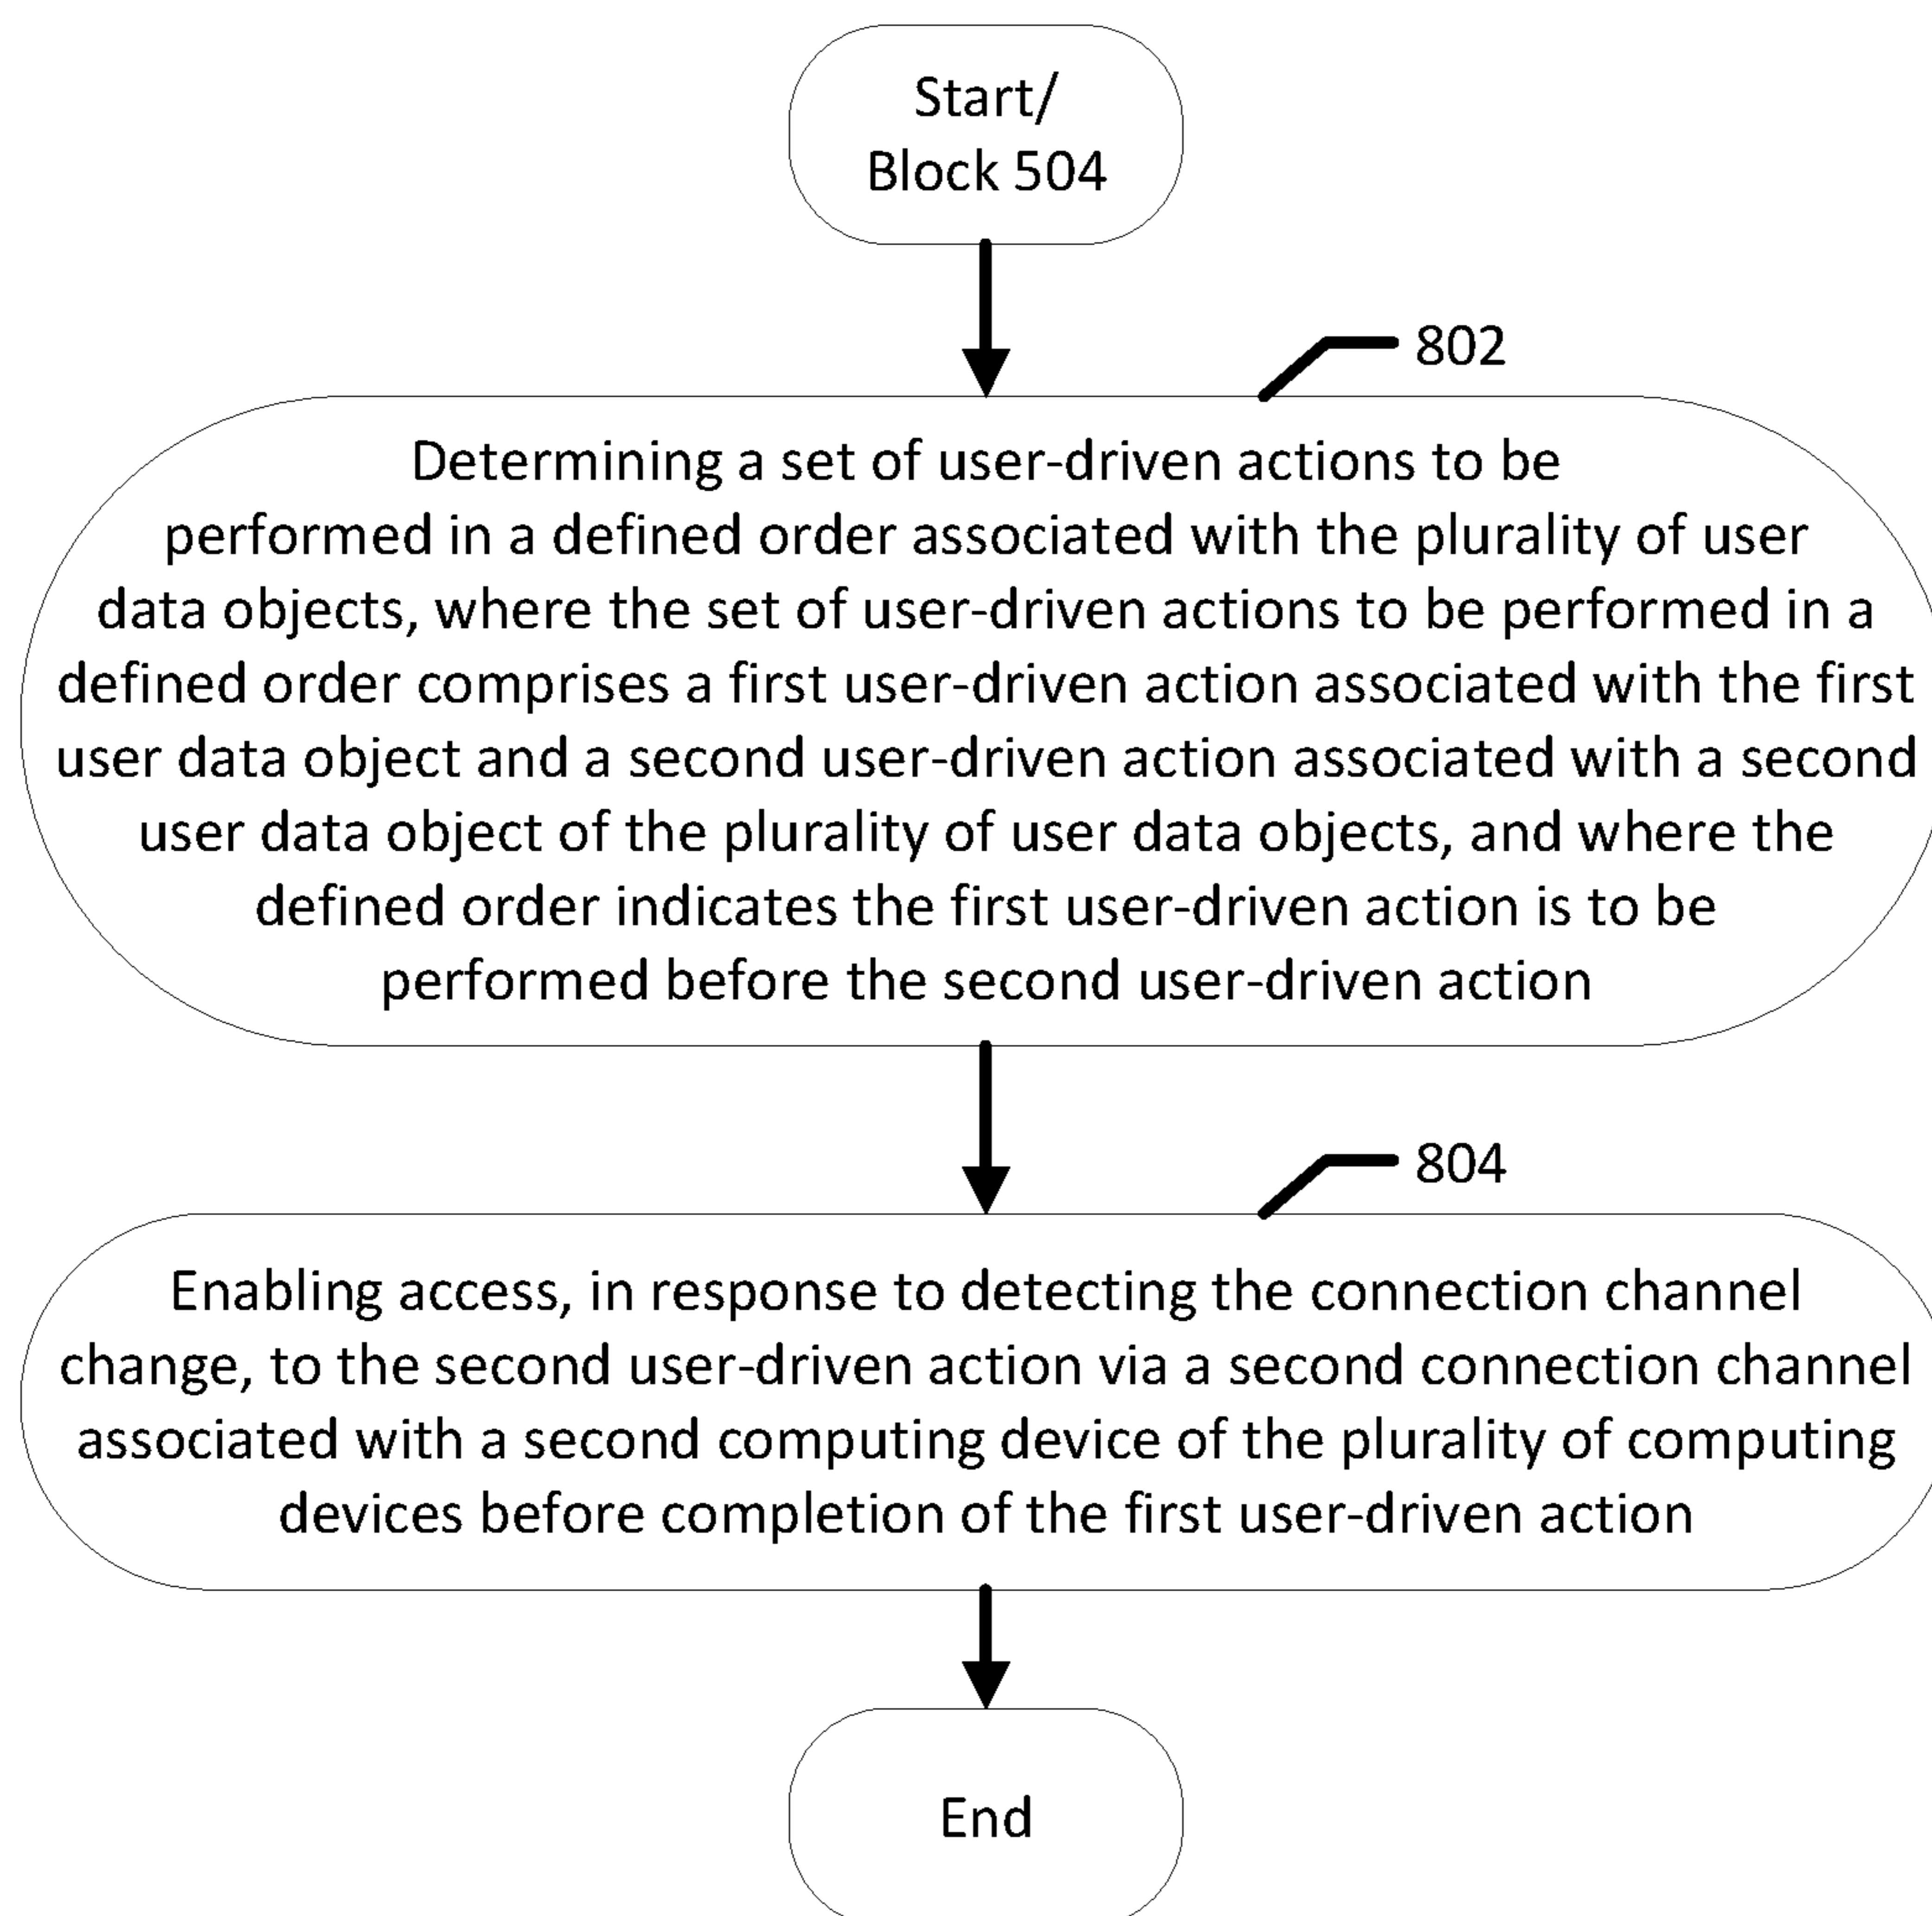 Start/
Block 504
802
Determining a set of user-driven actions to be
performed in a defined order associated with the plurality of user
data objects, where the set of user-driven actions to be performed in a
defined order comprises a first user-driven action associated with the first
user data object and a second user-driven action associated with a second
user data object of the plurality of user data objects, and where the
defined order indicates the first user-driven action is to be
performed before the second user-driven action
804
Enabling access, in response to detecting the connection channel
change, to the second user-driven action via a second connection channel
associated with a second computing device of the plurality of computing
devices before completion of the first user-driven action
End